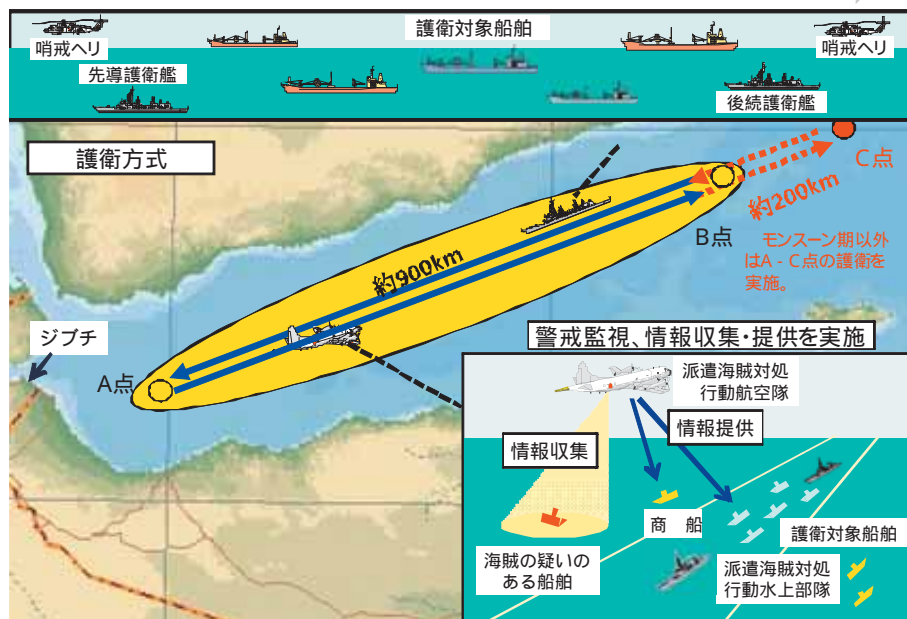 護衛対象船舶
哨戒ヘリ
哨戒ヘリ
先導護衛艦
後続護衛艦
護衛方式
C点
約200km
B点
モンスーン期以外
はA - C点の護衛を
実施。
約900km
ジブチ
A点
警戒監視、情報収集・提供を実施
派遣海賊対処
行動航空隊
情報提供
情報収集
商　船
護衛対象船舶
海賊の疑いの
ある船舶
派遣海賊対処
行動水上部隊